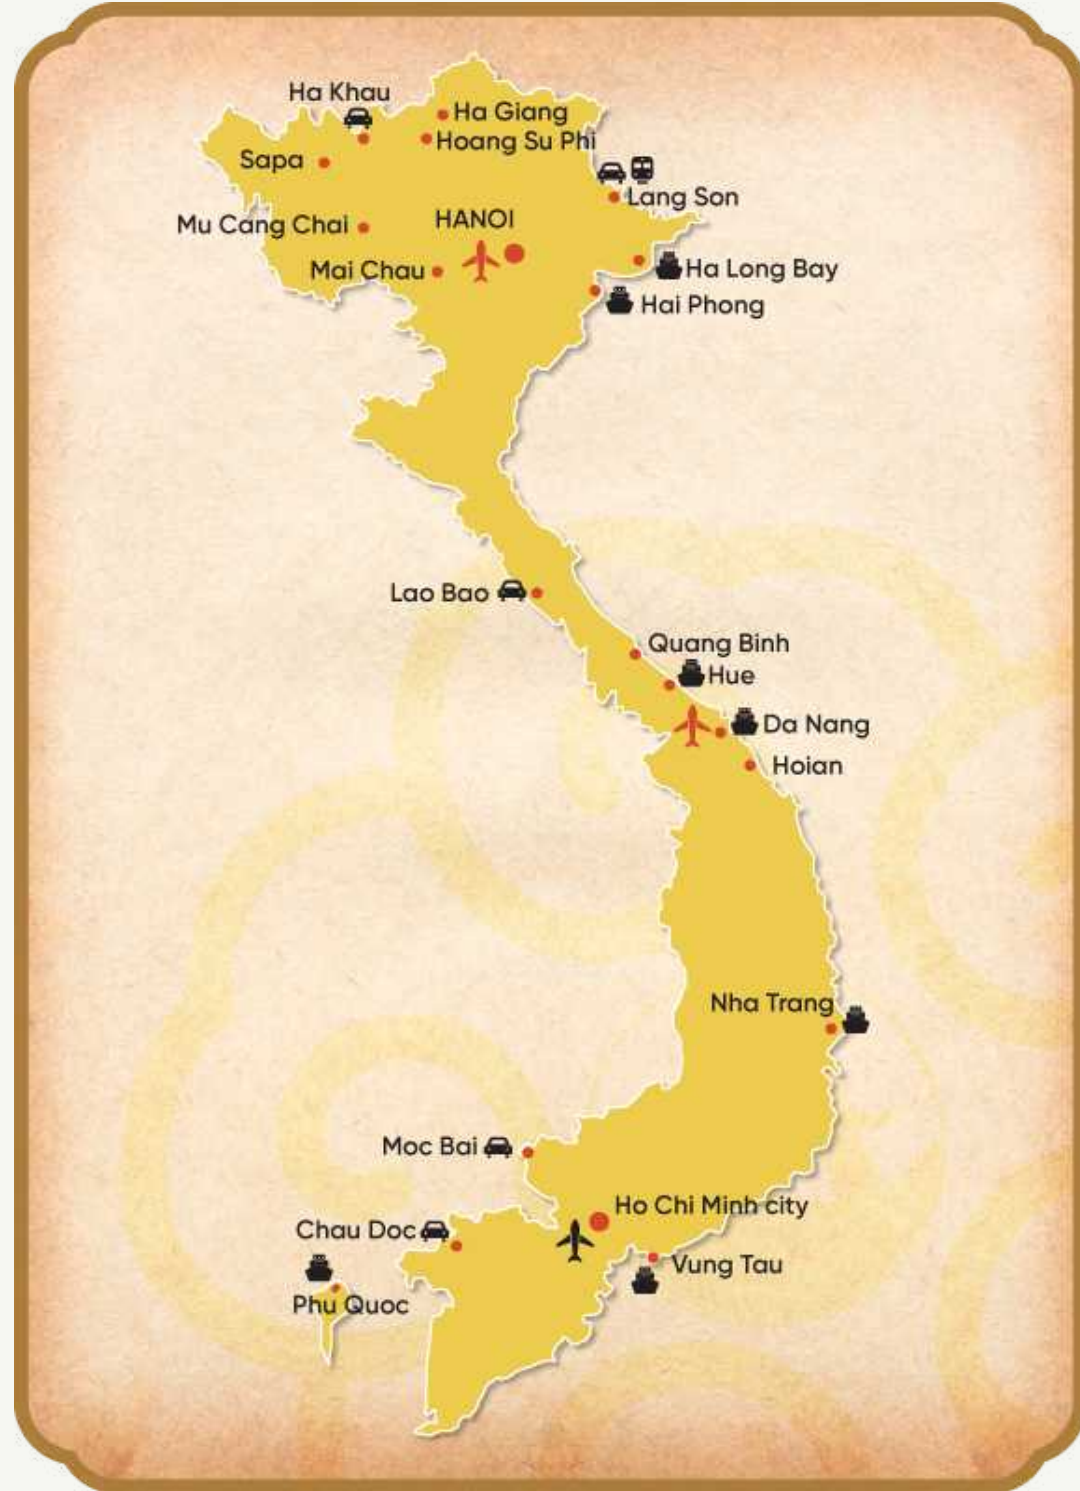 Ha Khau
Ha Giang
Hoang Su Phi
Sapa
Lang Son
Mu Cang Chai
HANOI
Mai Chau
Ha Long Bay
Hai Phong
Lao Bao
Quang Binh
Hue
Da Nang
Hoian
Nha Trang
Moc Bai
Ho Chi Minh city
Chau Doc
Vung Tau
Phu Quoc